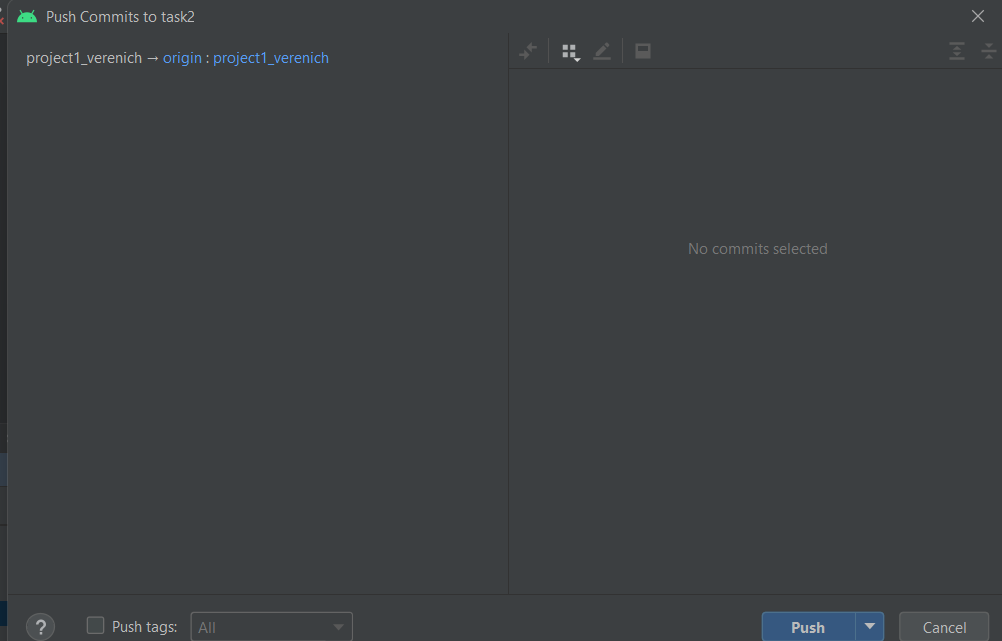 Push Commits to task2
project1_verenich → origin : project1_verenich
No commits selected
?
Push tags:
All
Push
Cancel